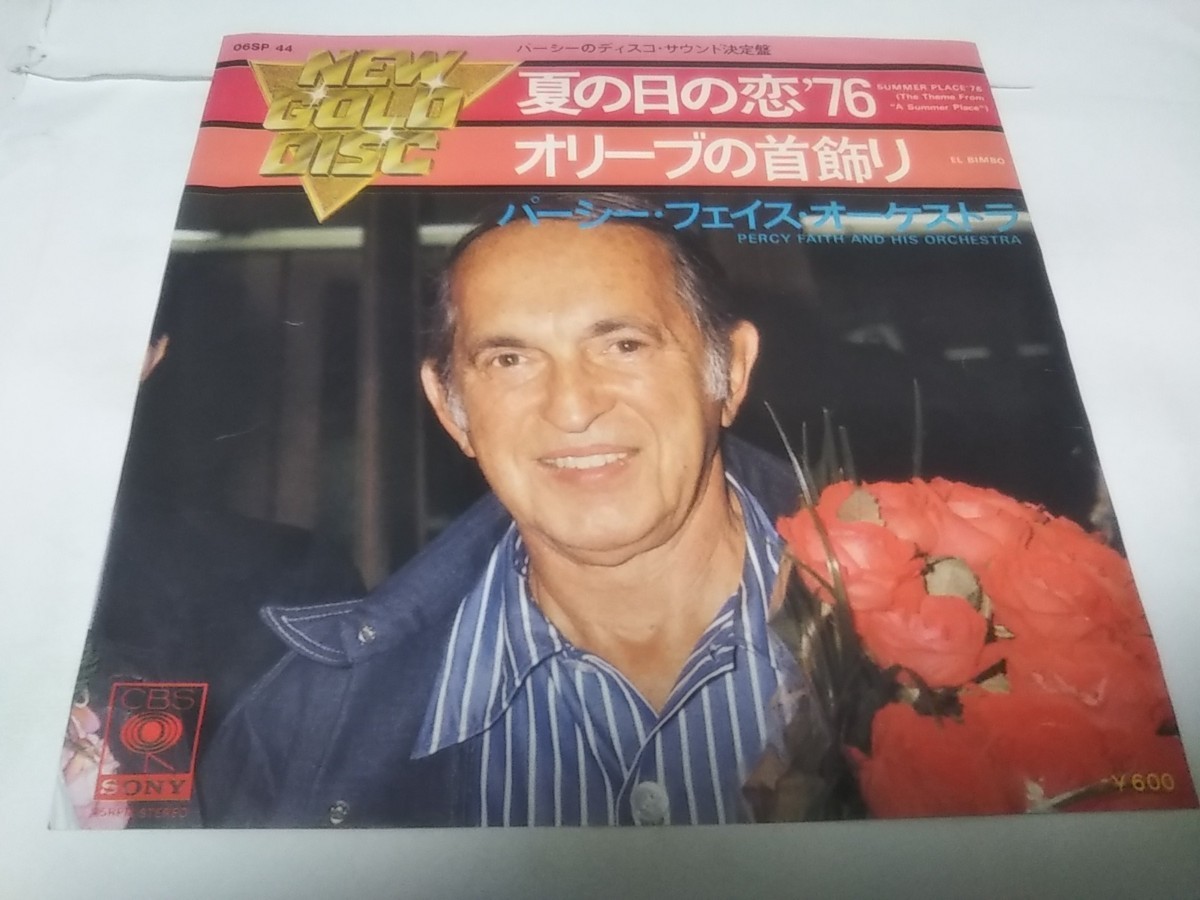 06SP 44
パーシーのディスコ・サウンド決定盤
NEW
GOLD
DISC
夏の日の恋'76
SUMMER PLACE '76
(The Theme From
"A Summer Place")
オリーブの首飾り
EL BIMBO
パーシー・フェイス・オーケストラ
PERCY FAITH AND HIS ORCHESTRA
CBS
SONY
45RPM STEREO
¥600